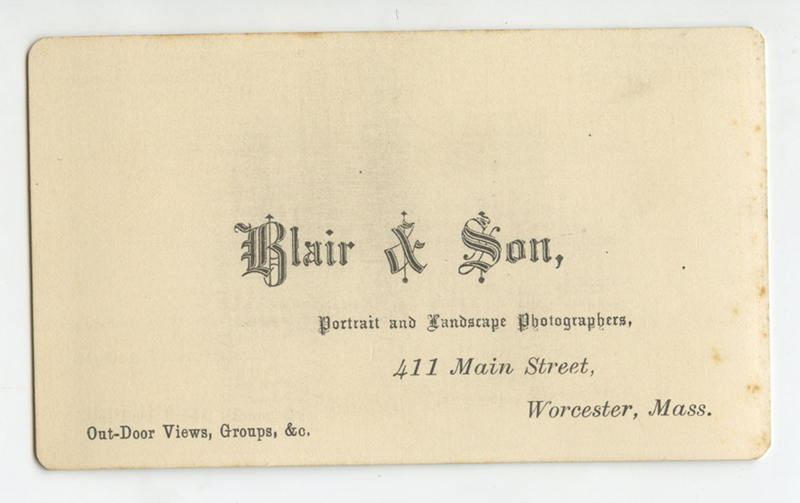 Blair & Son,
Portrait and Landscape Photographers,
411 Main Street,
Worcester, Mass.
Out-Door Views, Groups, &c.